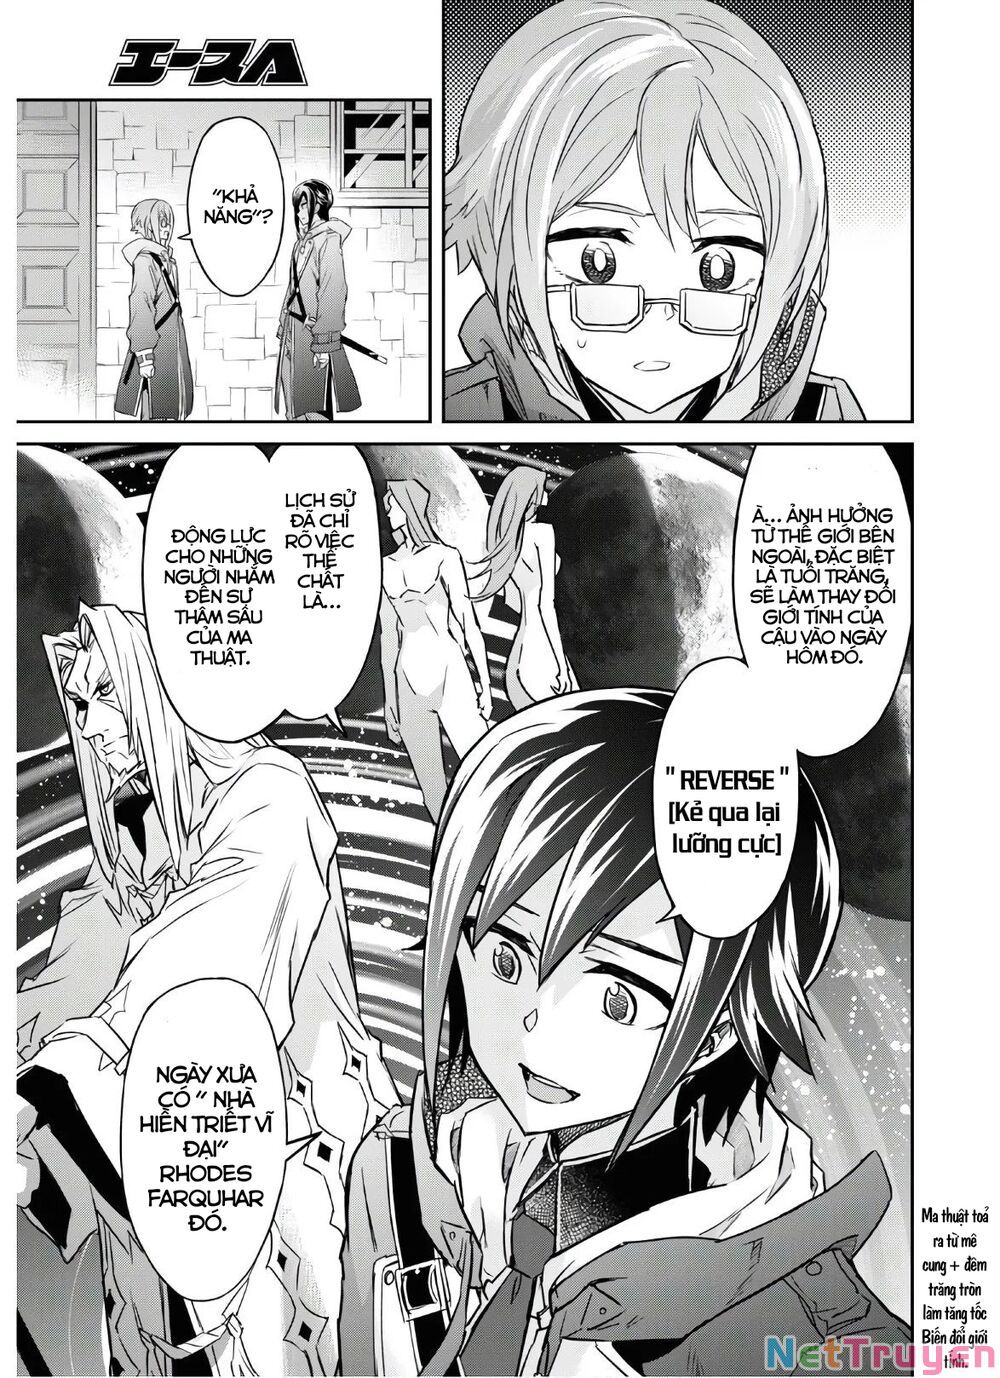 エースA
"KHẢ
NĂNG"?
À... ẢNH HƯỞNG
TỪ THẾ GIỚI BÊN
NGOÀI, ĐẶC BIỆT
LÀ TUỔI TRĂNG,
SẼ LÀM THAY ĐỔI
GIỚI TÍNH CỦA
CẬU VÀO NGÀY
HÔM ĐÓ.
" REVERSE "
[Kẻ qua lại
lưỡng cực]
LỊCH SỬ
ĐÃ CHỈ
RÕ VIỆC
THỂ
CHẤT
LÀ...
ĐỘNG LỰC
CHO NHỮNG
NGƯỜI NHẮM
ĐẾN SỰ
THÂM SÂU
CỦA MA
THUẬT.
NGÀY XƯA
CÓ " NHÀ
HIỀN TRIẾT VĨ
ĐẠI"
RHODES
FARQUHAR
ĐÓ.
Ma thuật toả
ra từ mê
cung + đêm
trăng tròn
làm tăng tốc
Biến đổi giới
tính.
NetTruyen